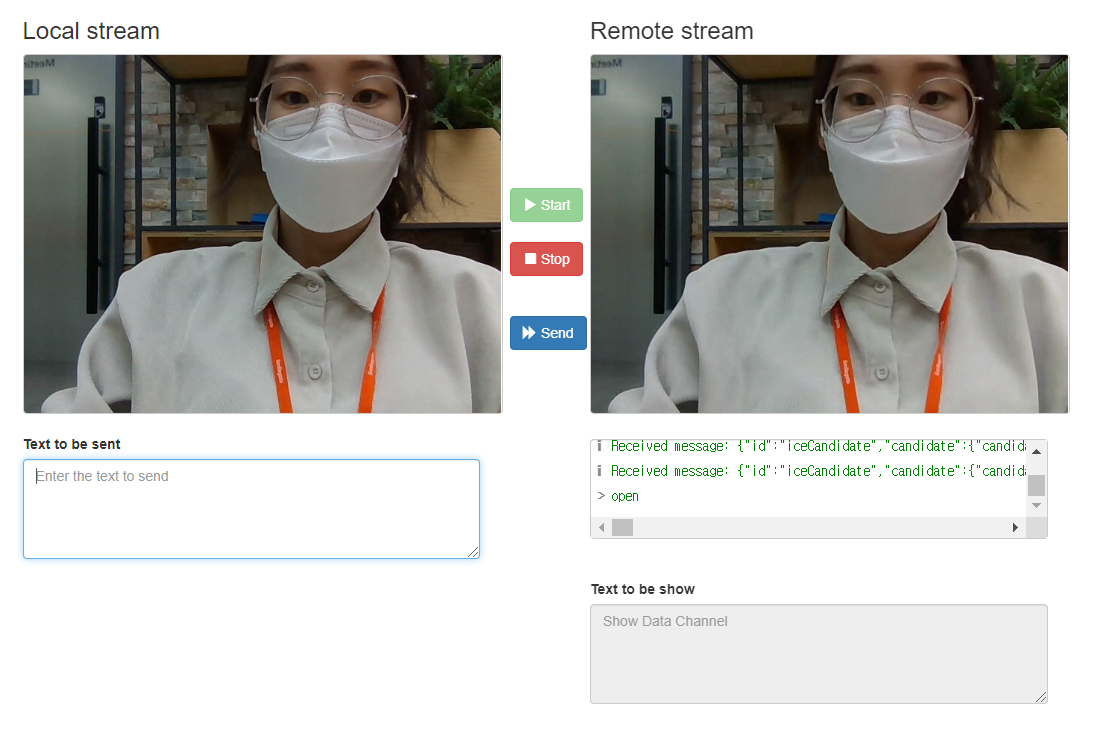 Local stream
Remote stream
Start
Stop
Send
Text to be sent
Enter the text to send
i Received message: {"id":"iceCandidate","candidate":{"candid
i Received message: {"id":"iceCandidate","candidate":{"candid
> open
Text to be show
Show Data Channel